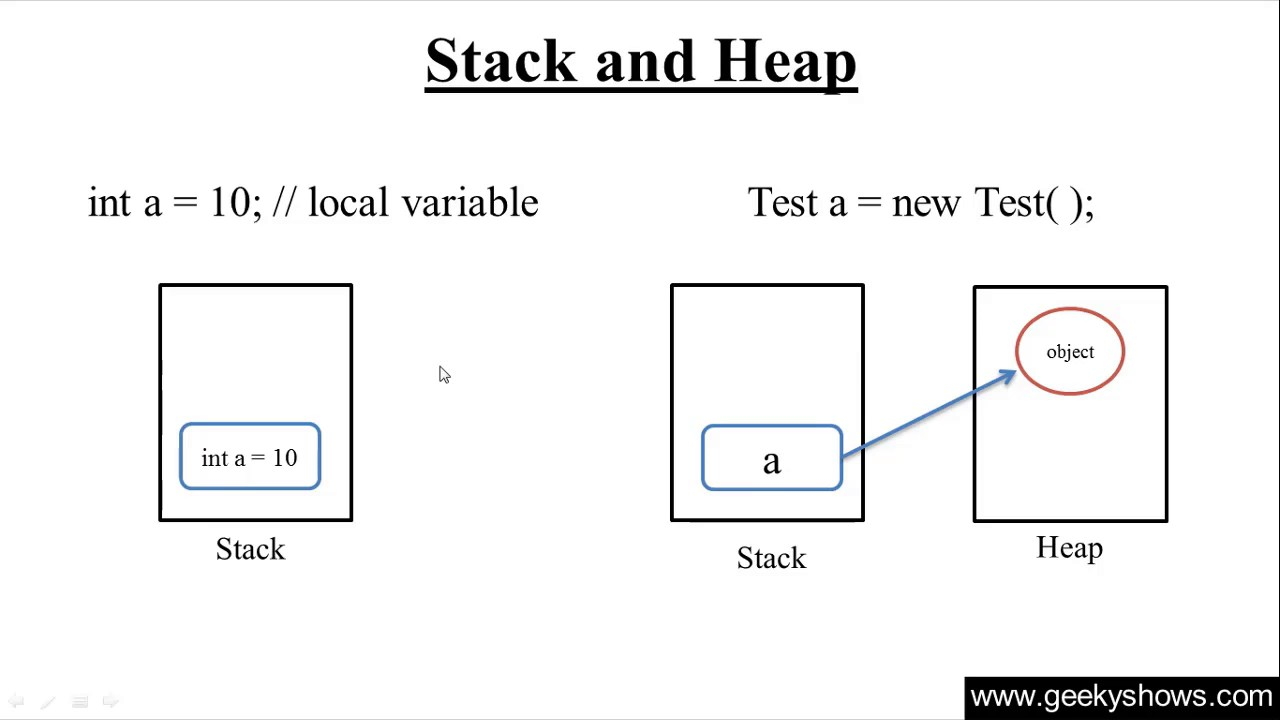 Stack and Heap
int a = 10; // local variable
Test a = new Test( );
int a = 10
Stack
a
Stack
object
Heap
www.geekyshows.com